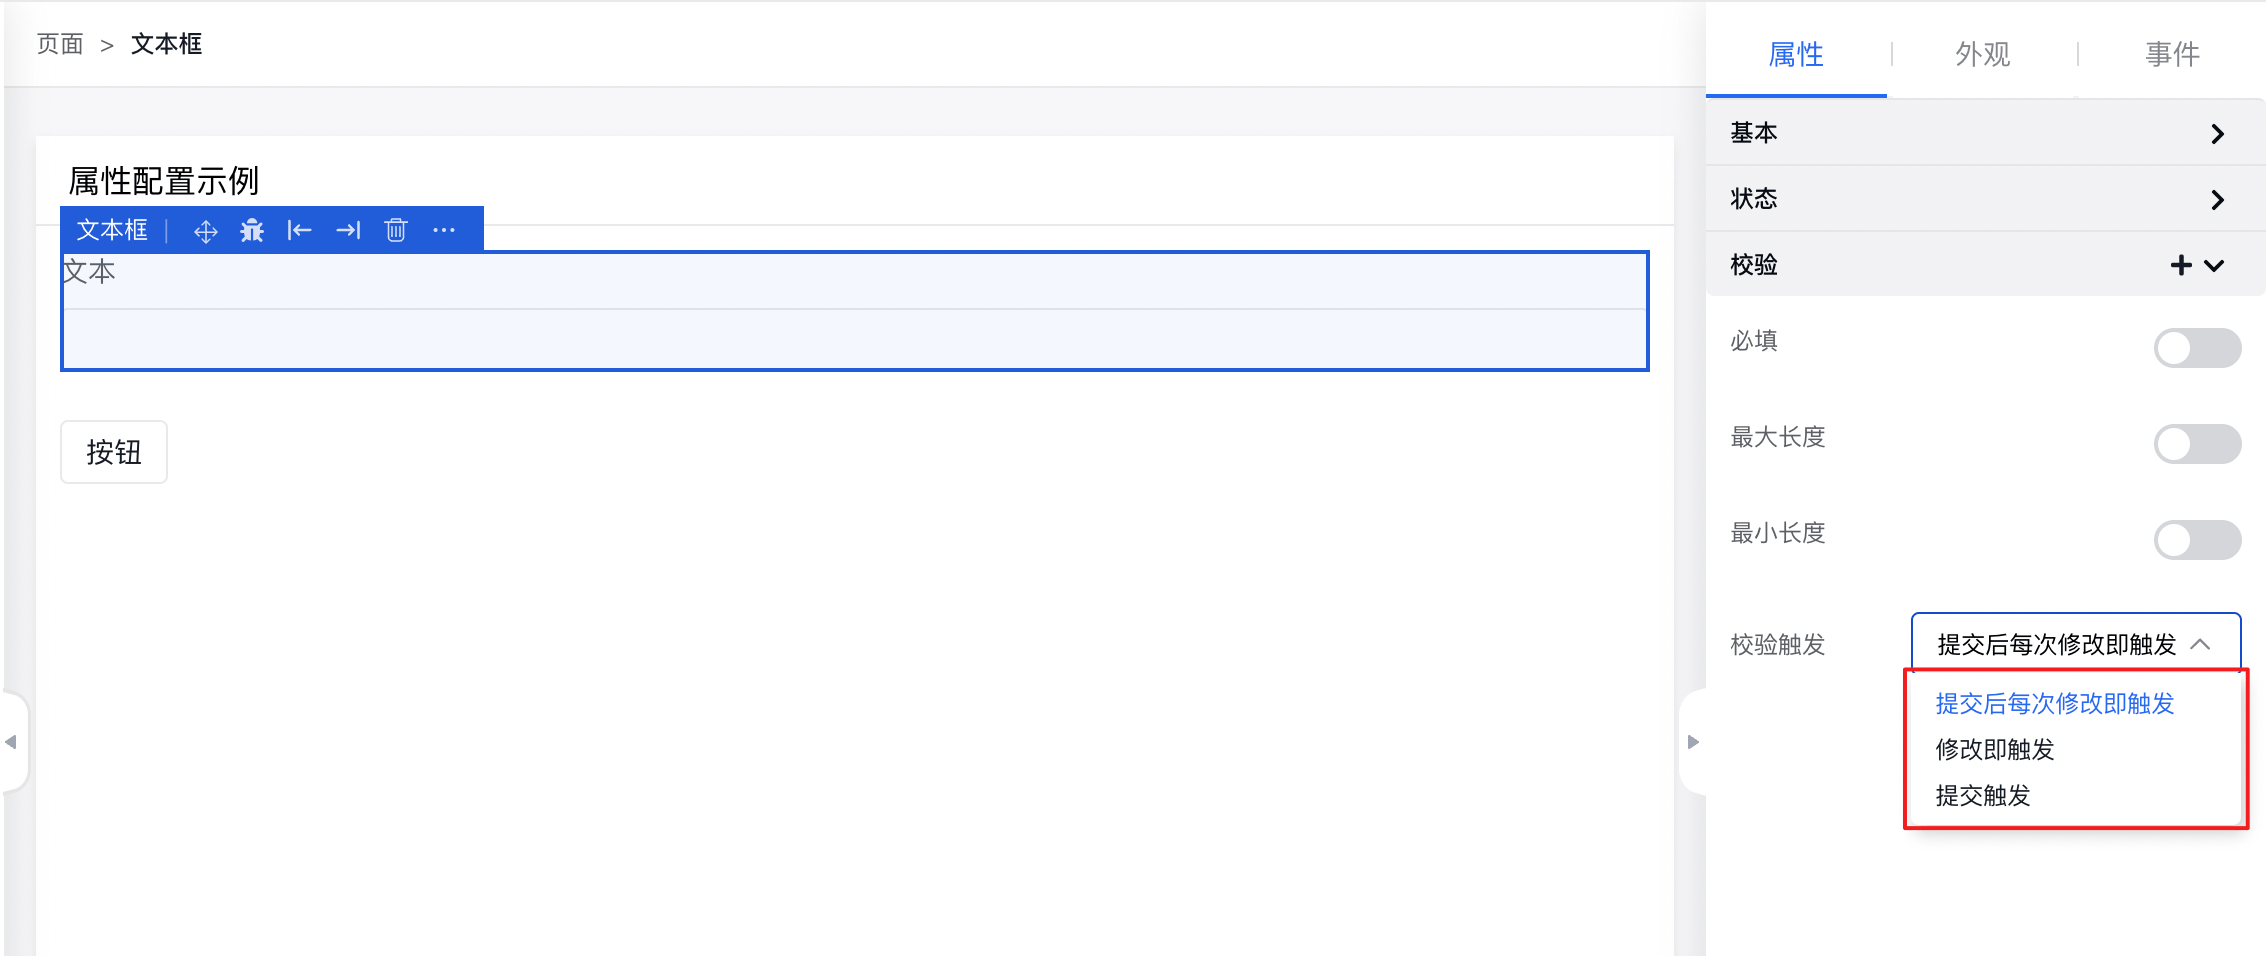 页面 > 文本框
属性配置示例
文本框
文本
按钮
属性 外观 事件
基本
状态
校验
必填
最大长度
最小长度
校验触发 提交后每次修改即触发
提交后每次修改即触发
修改即触发
提交触发